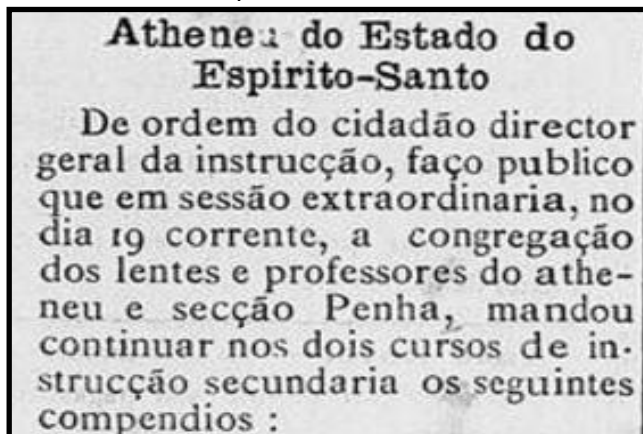 Atheneu do Estado do
Espirito-Santo
De ordem do cidadão director
geral da instrucção, faço publico
que em sessão extraordinaria, no
dia 19 corrente, a congregação
dos lentes e professores do athe-
neu e secção Penha, mandou
continuar nos dois cursos de in-
strucção secundaria os seguintes
compendios :